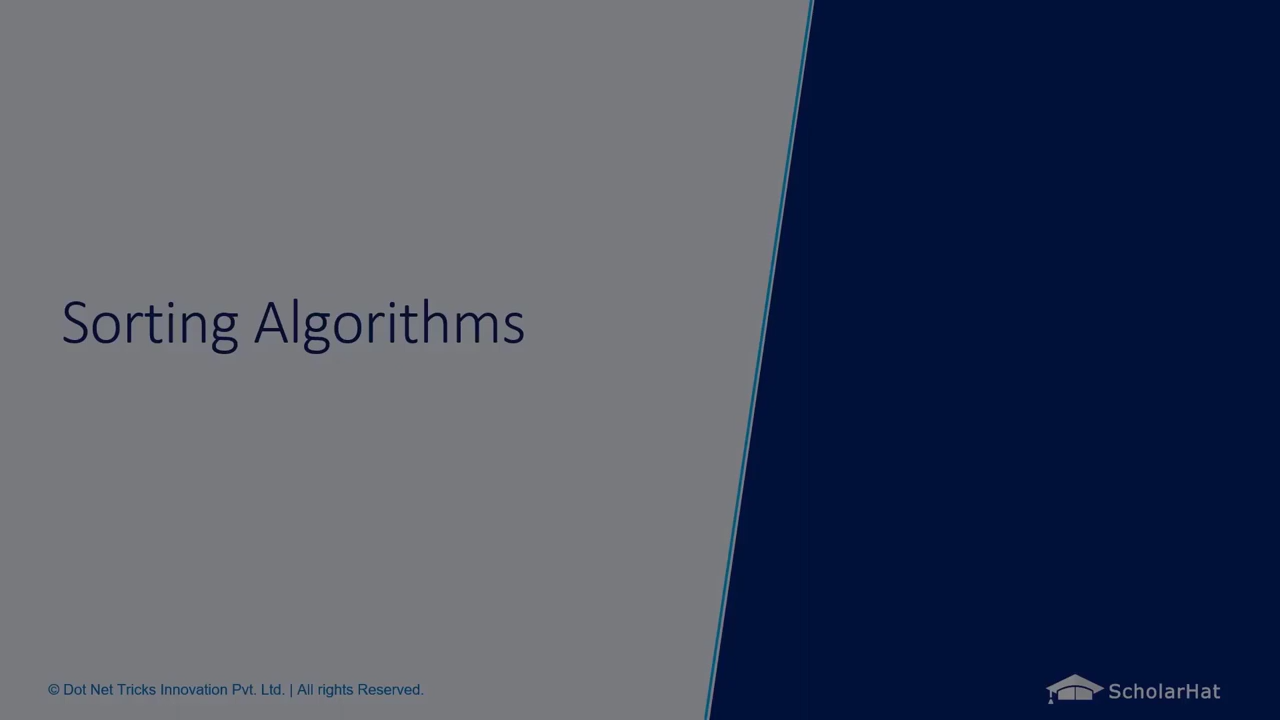 Sorting Algorithms
© Dot Net Tricks Innovation Pvt. Ltd. | All rights Reserved.
ScholarHat